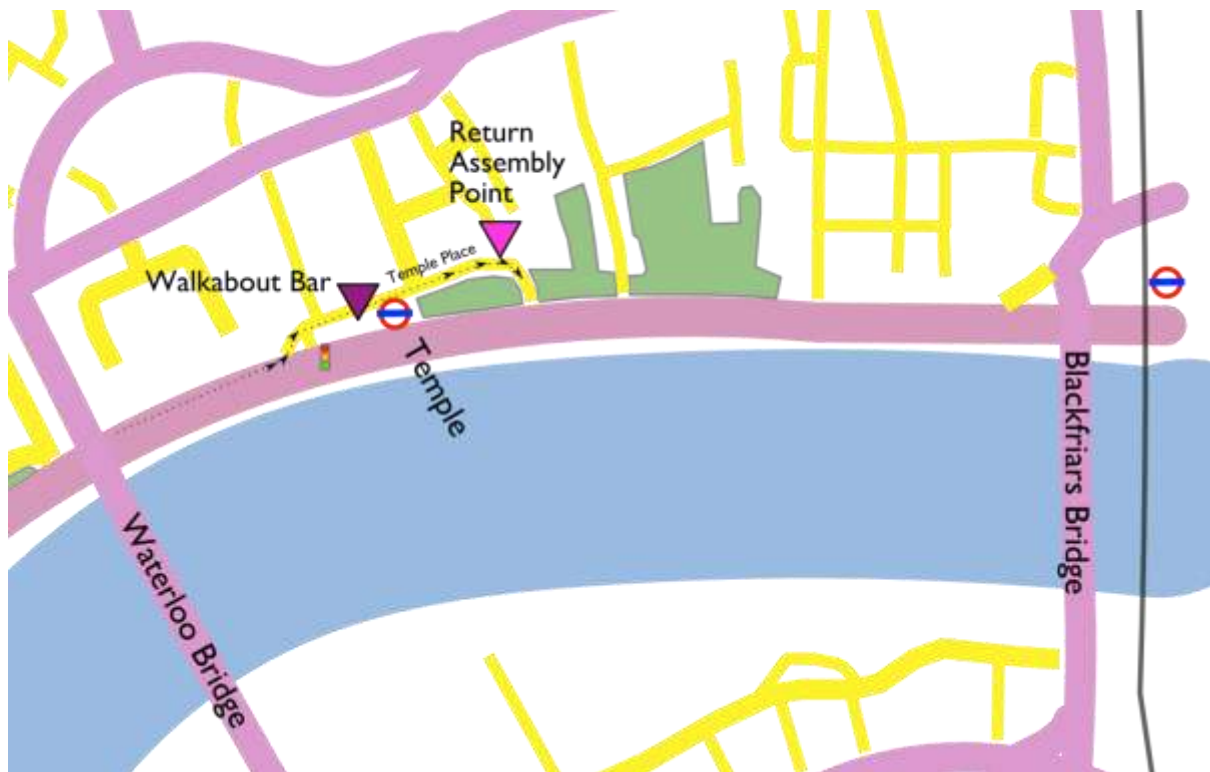 Return
Assembly
Point
Temple Place
Walkabout Bar
Temple
Blackfriars Bridge
Waterloo Bridge